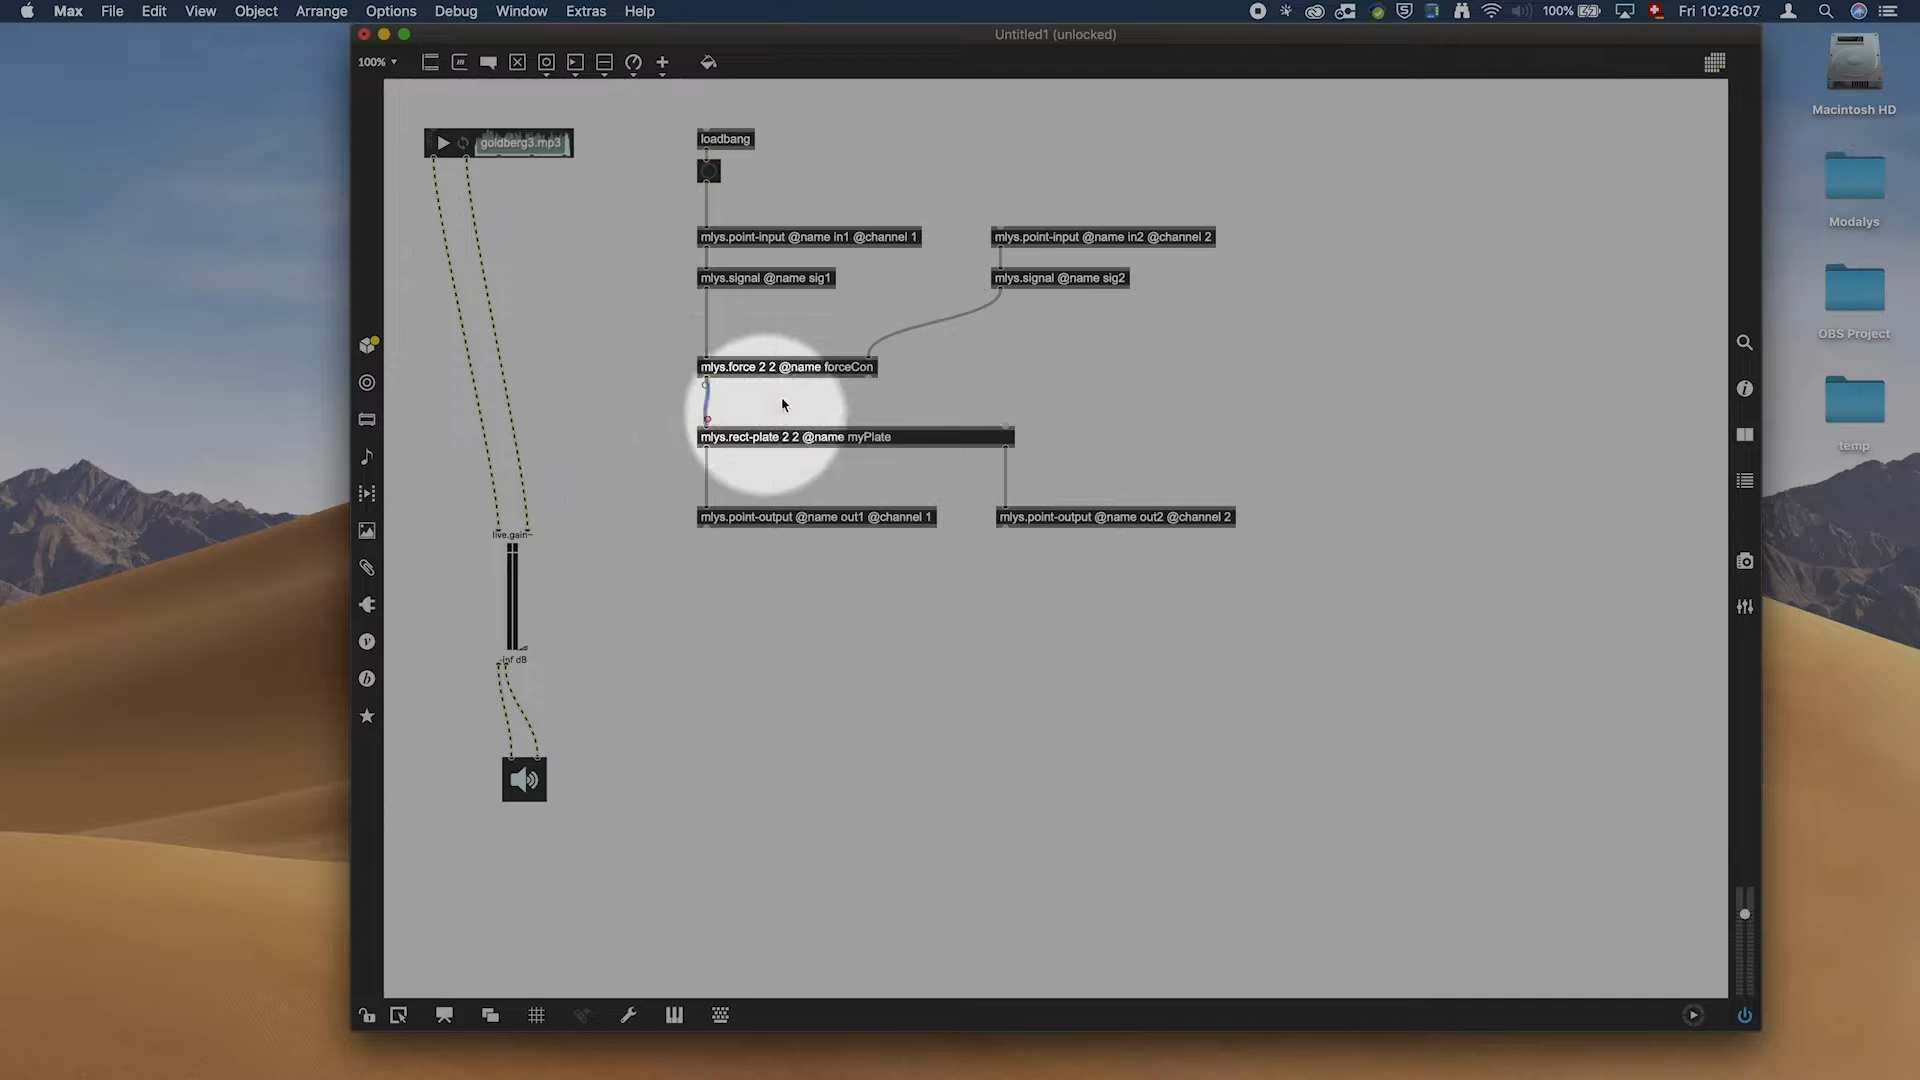 Max File Edit View Object Arrange Options Debug Window Extras Help
100% Fri 10:26:07
Untitled1 (unlocked)
100%
Macintosh HD
Modalys
OBS Project
temp
goldberg3.mp3
loadbang
mlys.point-input @name in1 @channel 1
mlys.point-input @name in2 @channel 2
mlys.signal @name sig1
mlys.signal @name sig2
mlys.force 2 2 @name forceCon
mlys.rect-plate 2 2 @name myPlate
mlys.point-output @name out1 @channel 1
mlys.point-output @name out2 @channel 2
live.gain~
-inf dB